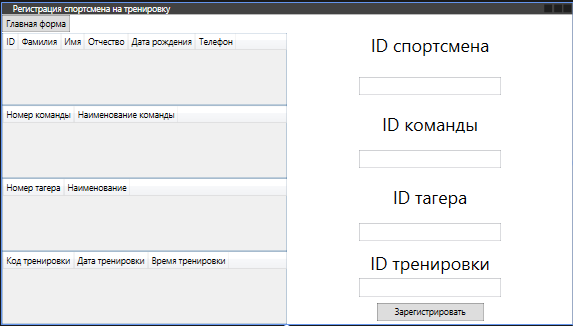 Регистрация спортсмена на тренировку
Главная форма
ID Фамилия Имя Отчество Дата рождения Телефон
Номер команды Наименование команды
Номер тагера Наименование
Код тренировки Дата тренировки Время тренировки
ID спортсмена
ID команды
ID тагера
ID тренировки
Зарегистрировать